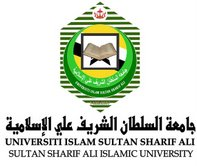 جامعة السلطان الشريف علي الإسلامية
UNIVERSITI ISLAM SULTAN SHARIF ALI
SULTAN SHARIF ALI ISLAMIC UNIVERSITY